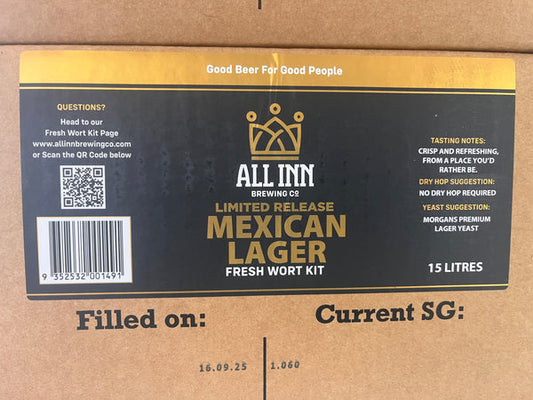 Good Beer For Good People
QUESTIONS?
Head to our
Fresh Wort Kit Page
www.allinnbrewingco.com
or Scan the QR Code below
9 352532 001491
ALL INN
BREWING CO
LIMITED RELEASE
MEXICAN
LAGER
FRESH WORT KIT
TASTING NOTES:
CRISP AND REFRESHING,
FROM A PLACE YOU'D
RATHER BE.
DRY HOP SUGGESTION:
NO DRY HOP REQUIRED
YEAST SUGGESTION:
MORGANS PREMIUM
LAGER YEAST
15 LITRES
Filled on:
Current SG:
16.09.25
1.060